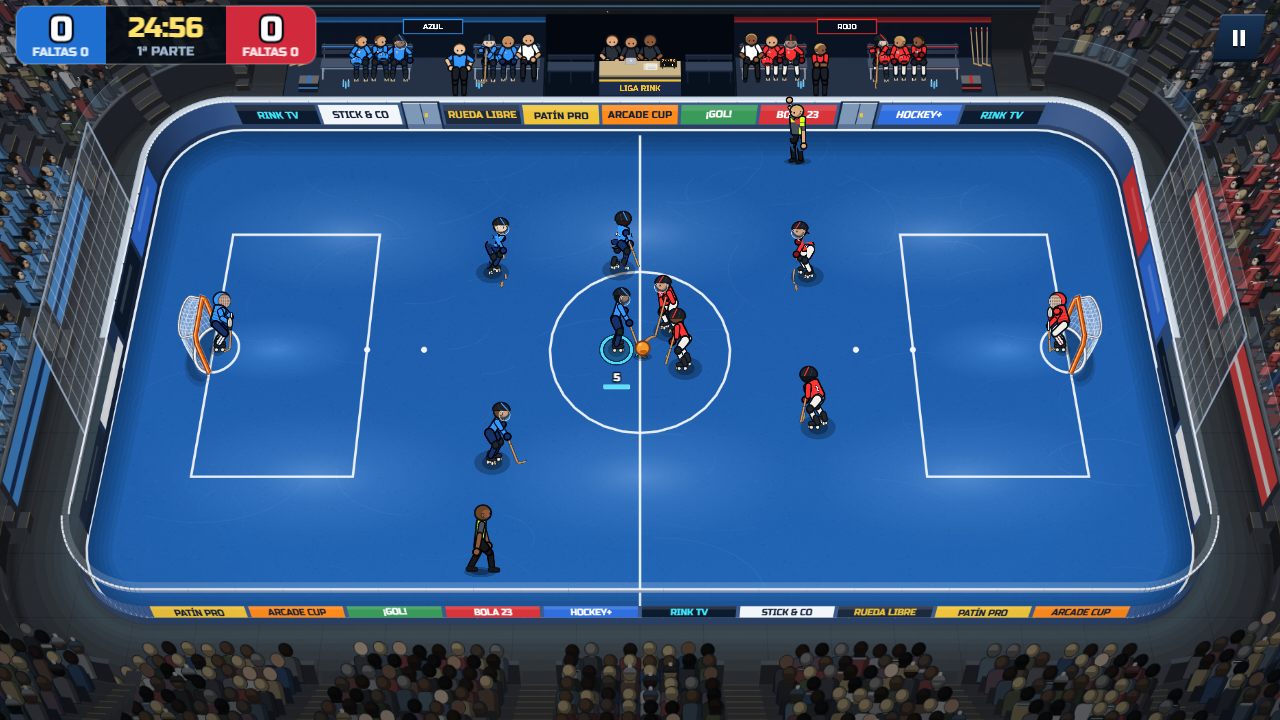 0
FALTAS 0
24:56
1ª PARTE
0
FALTAS 0
AZUL
ROJO
LIGA RINK
RINK TV
STICK & CO
RUEDA LIBRE
PATÍN PRO
ARCADE CUP
¡GOL!
23
HOCKEY+
RINK TV
5
PATÍN PRO
ARCADE CUP
¡GOL!
BOLA 23
HOCKEY+
RINK TV
STICK & CO
RUEDA LIBRE
PATÍN PRO
ARCADE CUP